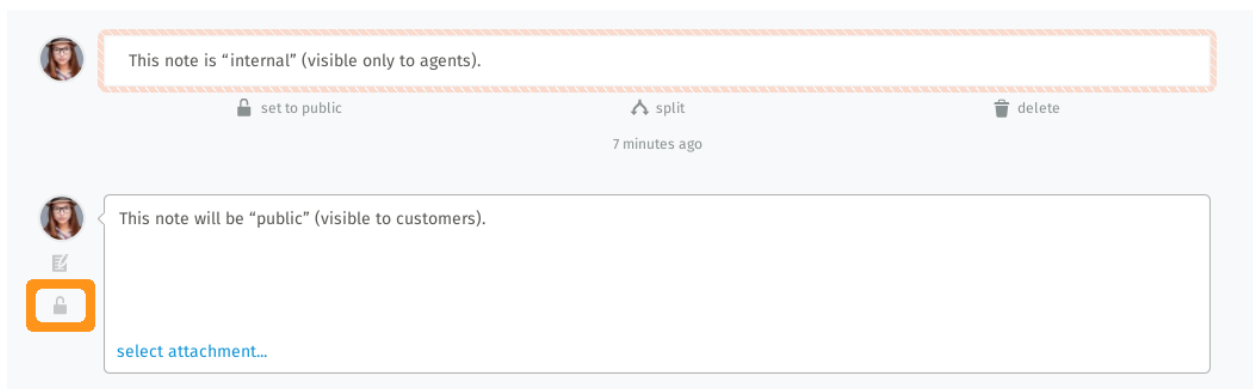 This note is “internal” (visible only to agents).
set to public
split
delete
7 minutes ago
This note will be “public” (visible to customers).
select attachment...